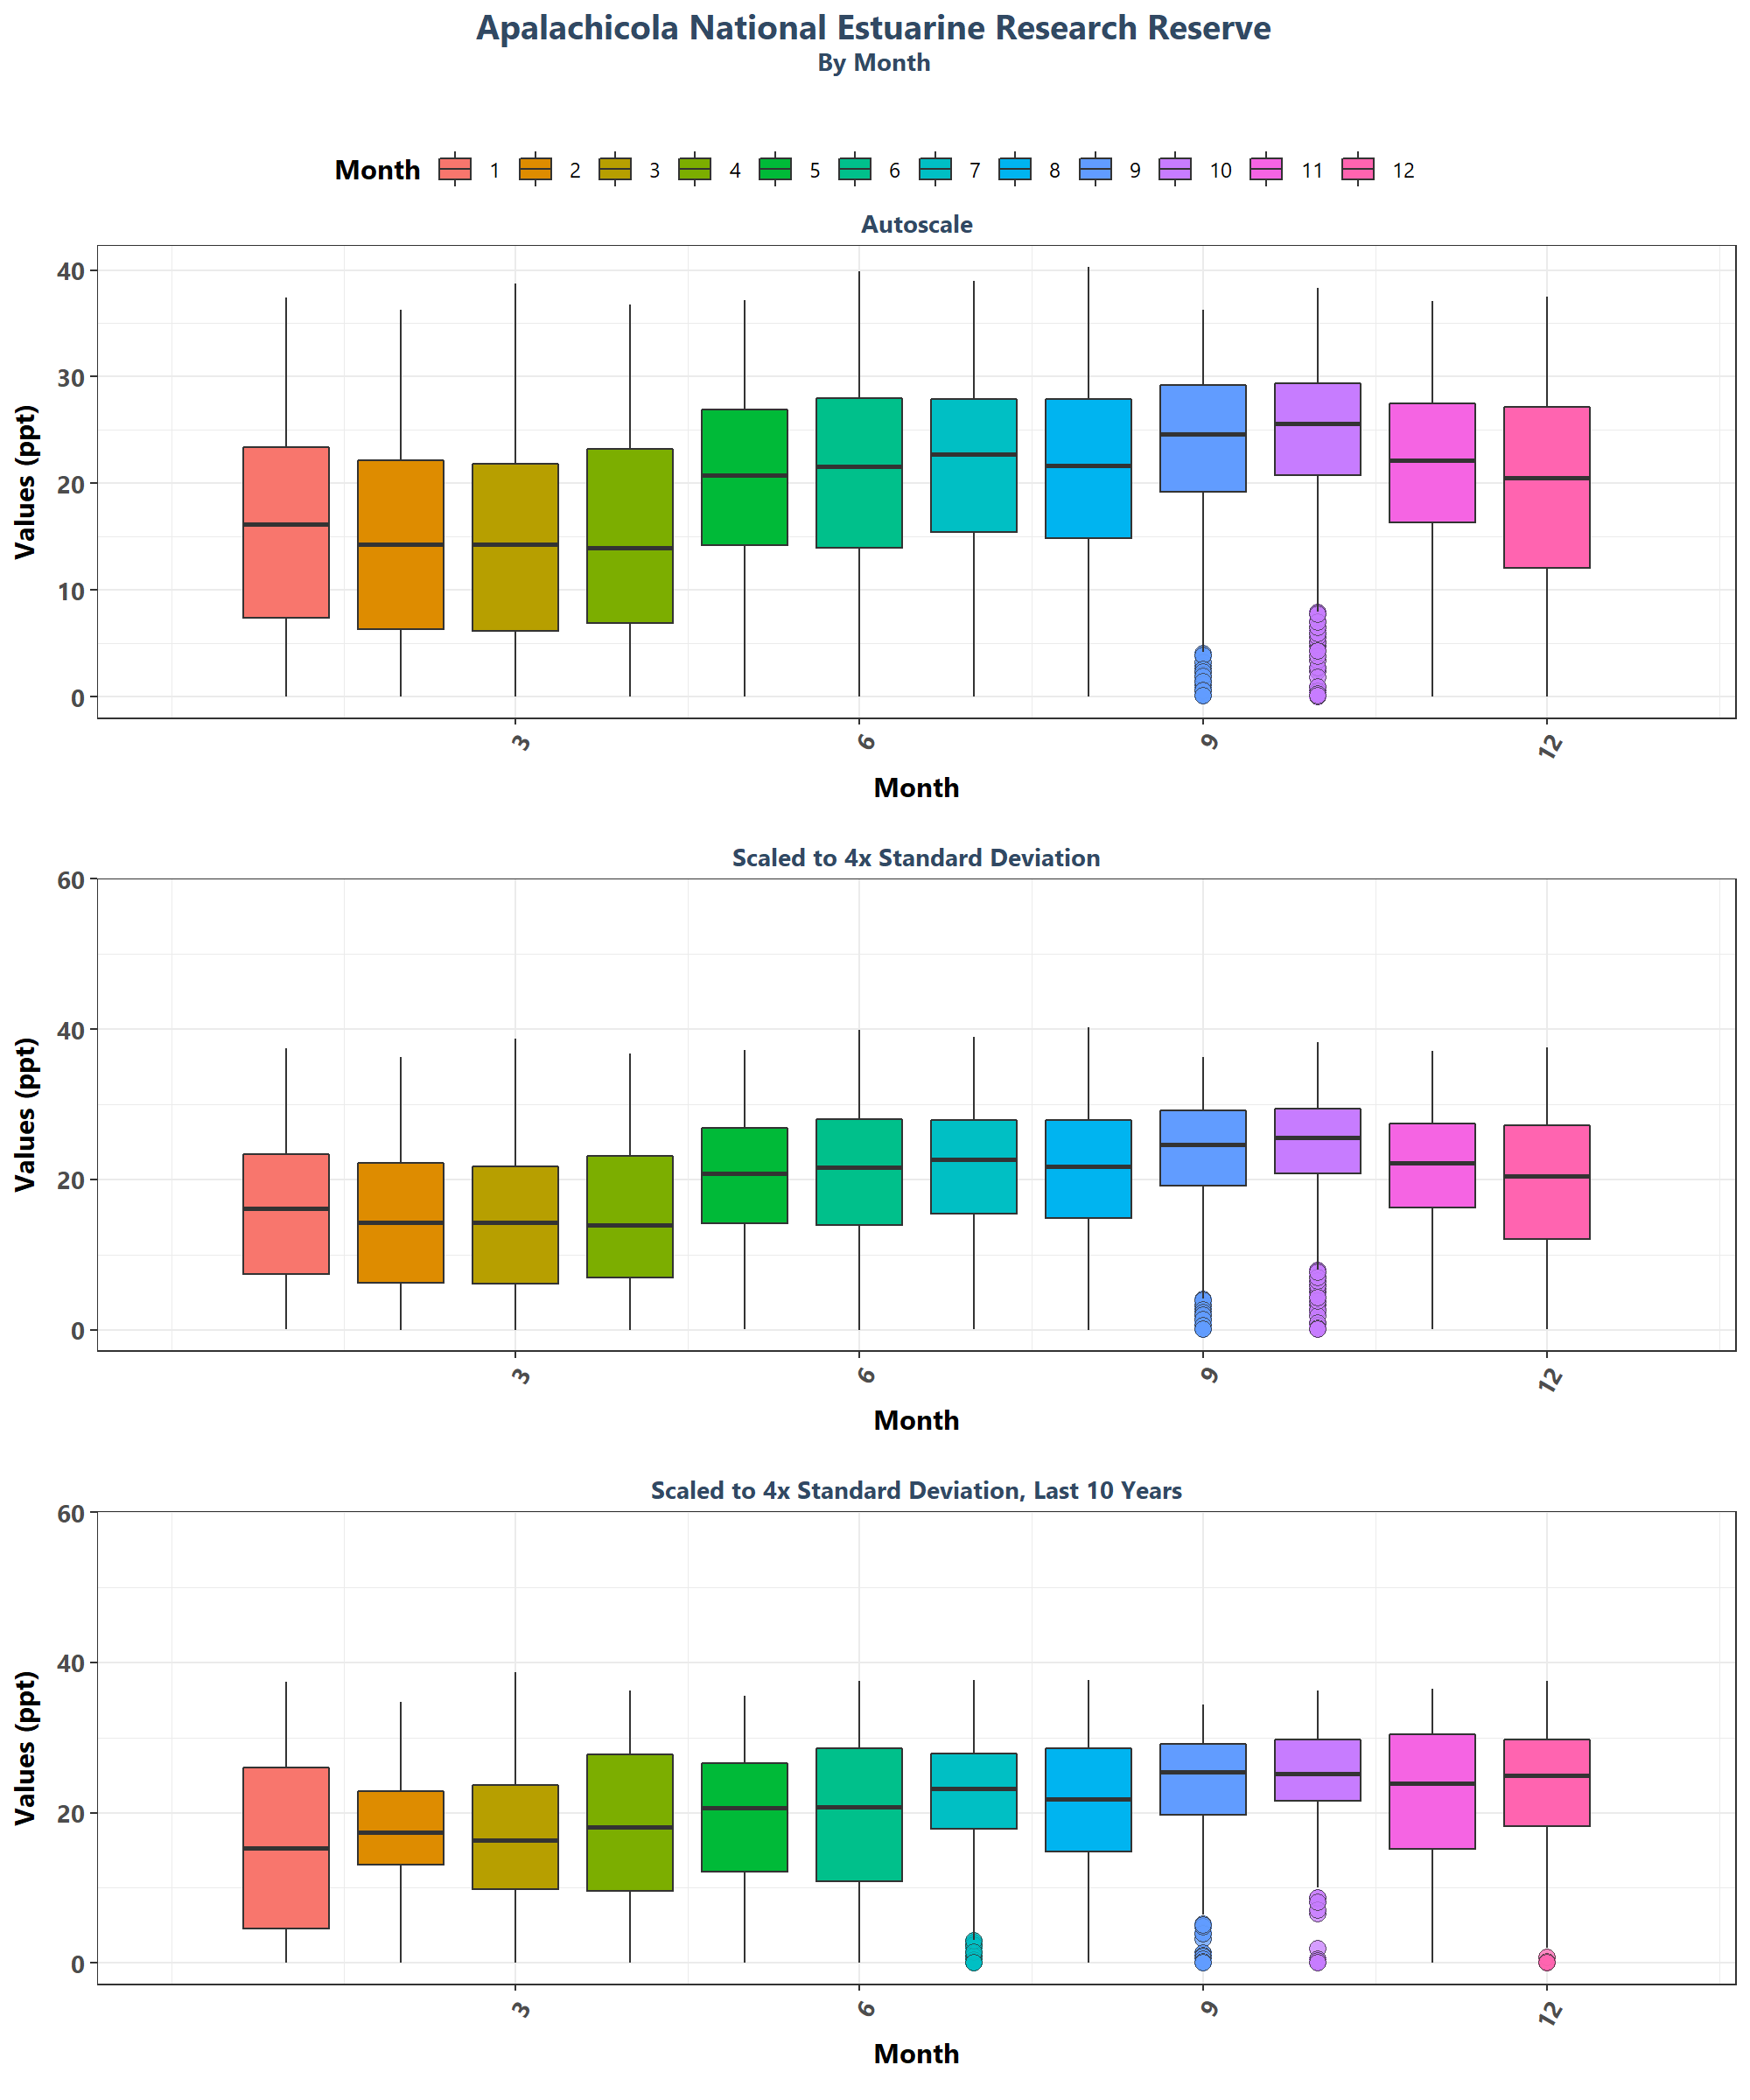 Apalachicola National Estuarine Research Reserve
By Month
Month 1 2 3 4 5 6 7 8 9 10 11 12
Autoscale
Values (ppt)
40
30
20
10
0
3 6 9 12
Month
Scaled to 4x Standard Deviation
Values (ppt)
60
40
20
0
3 6 9 12
Month
Scaled to 4x Standard Deviation, Last 10 Years
Values (ppt)
60
40
20
0
3 6 9 12
Month